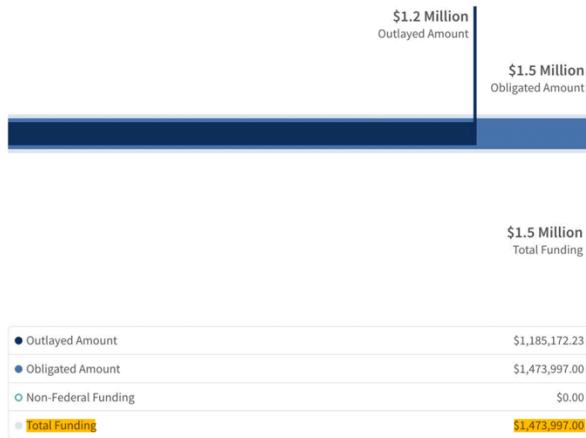 $1.2 Million
Outlayed Amount
$1.5 Million
Obligated Amount
$1.5 Million
Total Funding
Outlayed Amount $1,185,172.23
Obligated Amount $1,473,997.00
Non-Federal Funding $0.00
Total Funding $1,473,997.00